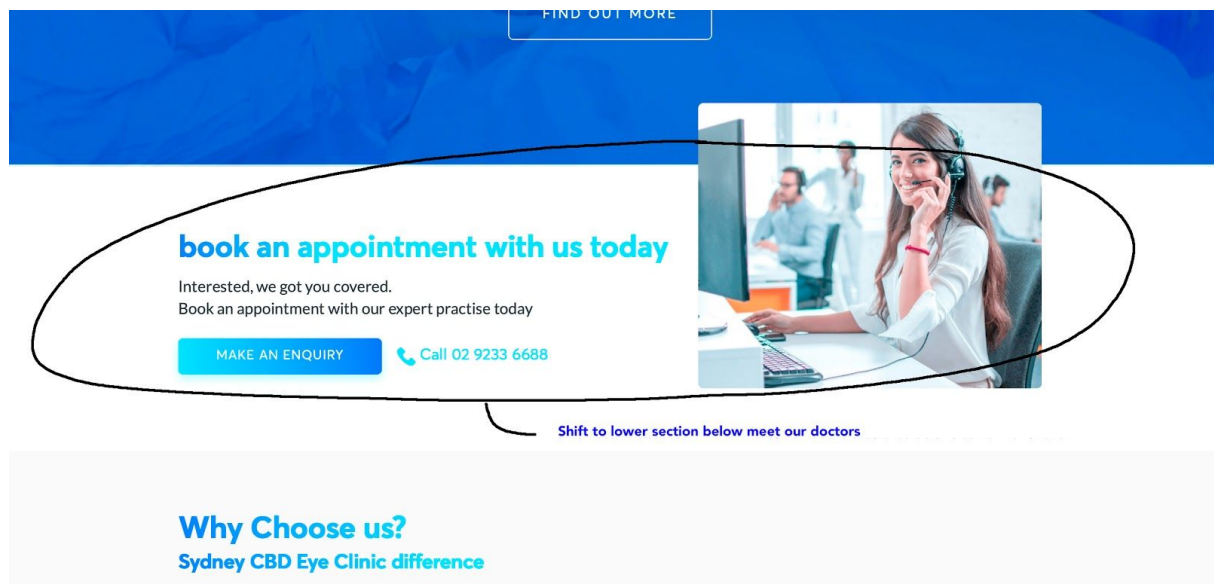 FIND OUT MORE
book an appointment with us today
Interested, we got you covered.
Book an appointment with our expert practise today
MAKE AN ENQUIRY
Call 02 9233 6688
Shift to lower section below meet our doctors
Why Choose us?
Sydney CBD Eye Clinic difference